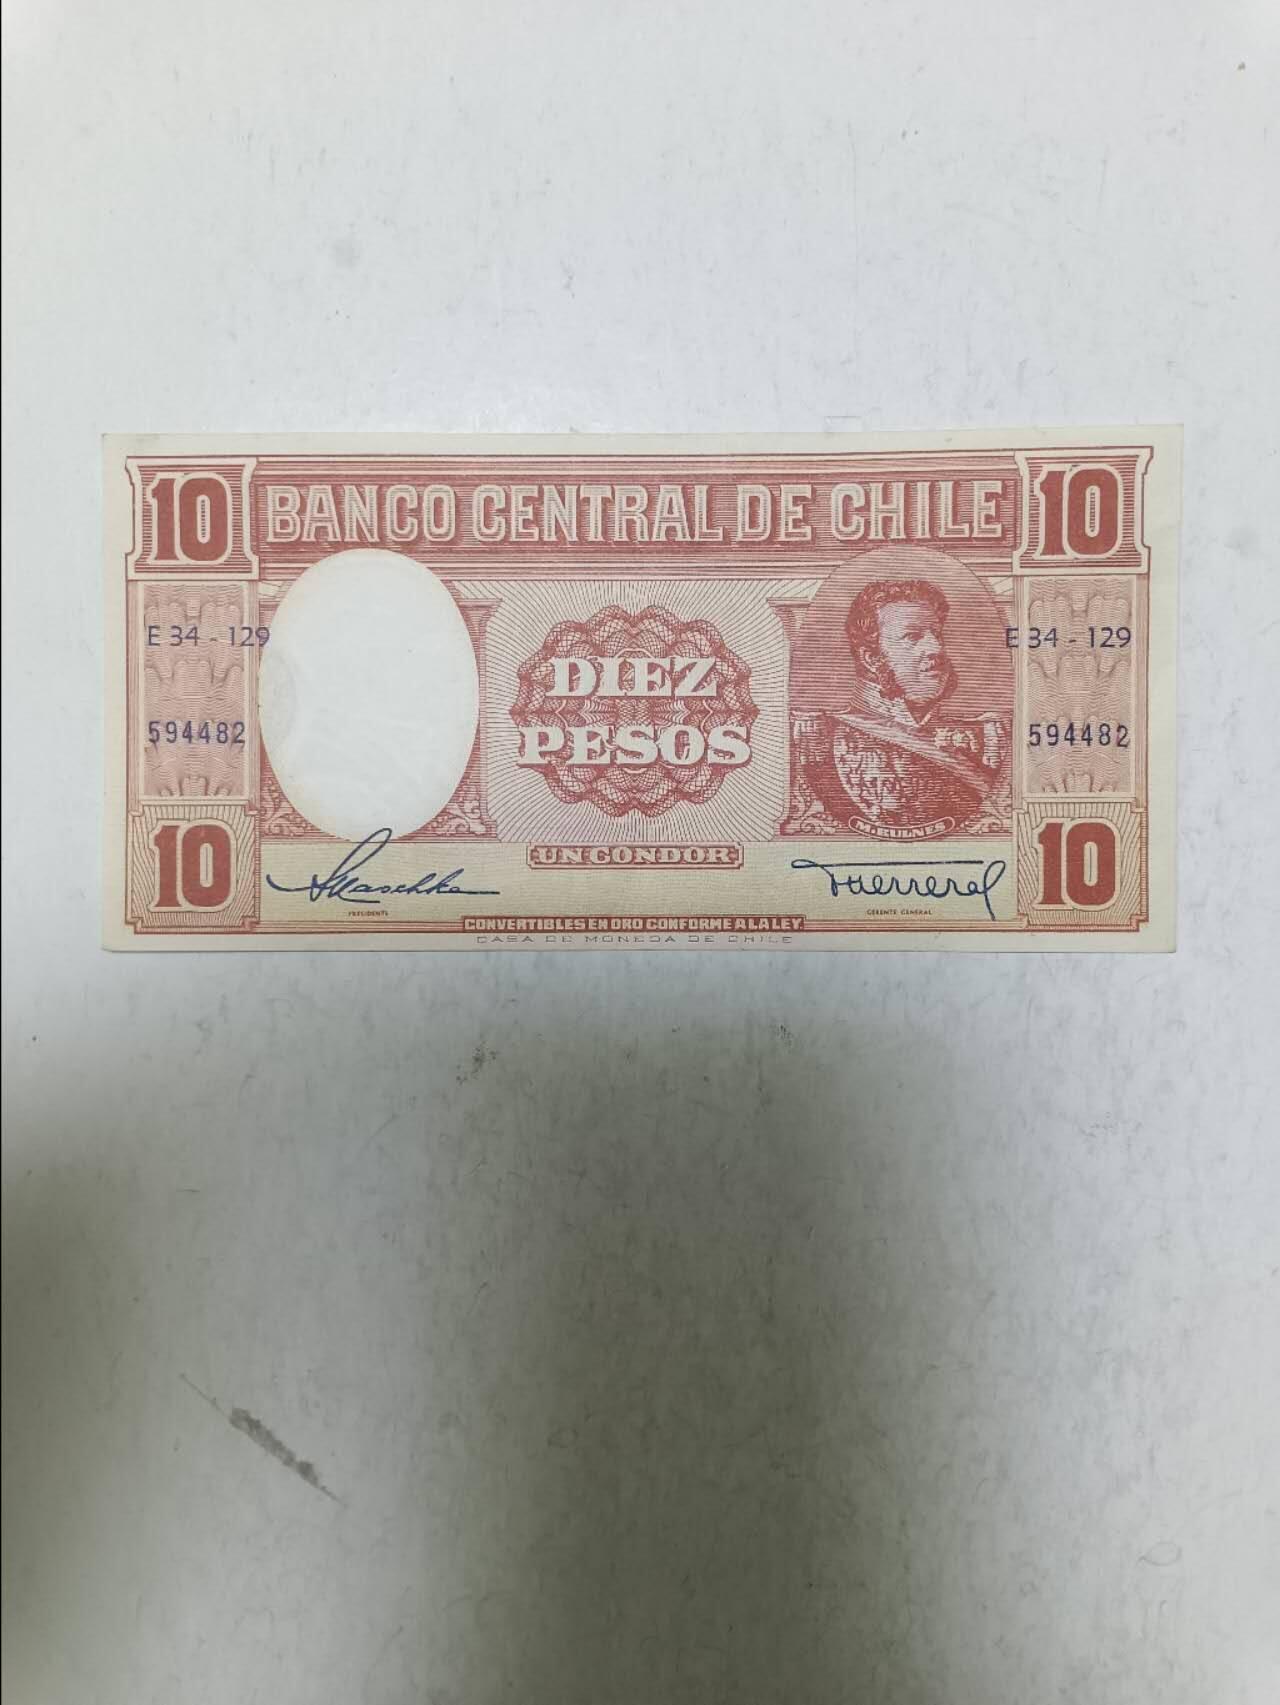 10 BANCO CENTRAL DE CHILE 10
E 34 - 129 E 34 - 129
DIEZ
PESOS
594482 594482
M. BULNES
10 UN CONDOR 10
PRESIDENTE GERENTE GENERAL
CONVERTIBLES EN ORO CONFORME A LA LEY.
CASA DE MONEDA DE CHILE